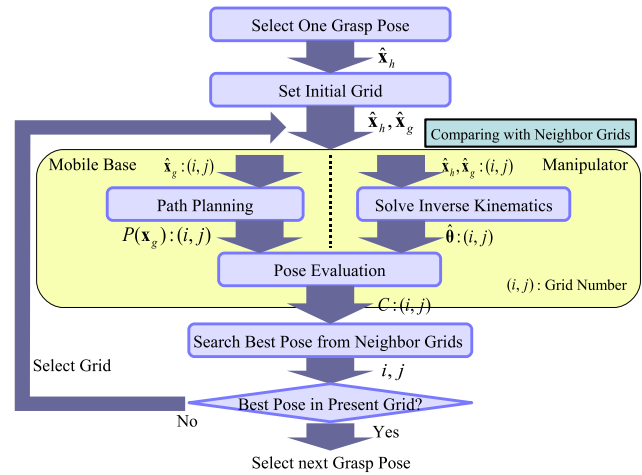 Select One Grasp Pose
x̂_h
Set Initial Grid
x̂_h, x̂_g
Comparing with Neighbor Grids
Mobile Base
Manipulator
x̂_g : (i, j)
x̂_h, x̂_g : (i, j)
Path Planning
Solve Inverse Kinematics
P(x_g) : (i, j)
θ̂ : (i, j)
Pose Evaluation
(i, j) : Grid Number
C : (i, j)
Search Best Pose from Neighbor Grids
Select Grid
i, j
Best Pose in Present Grid?
No
Yes
Select next Grasp Pose